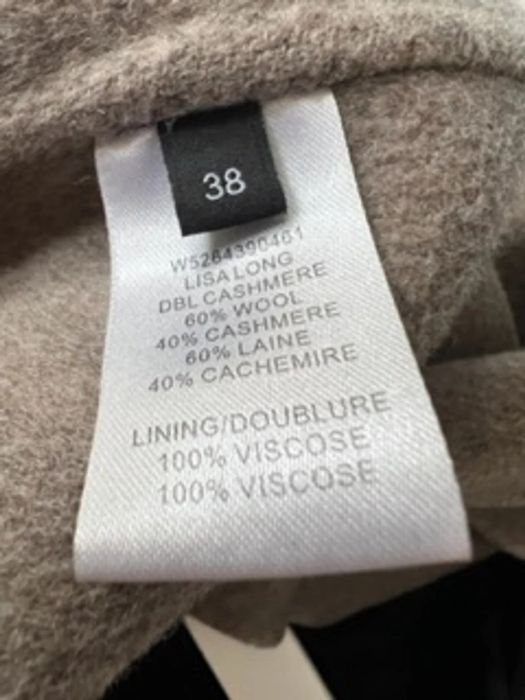 38
W5264390461
LISA LONG
DBL CASHMERE
60% WOOL
40% CASHMERE
60% LAINE
40% CACHEMIRE
LINING/DOUBLURE
100% VISCOSE
100% VISCOSE